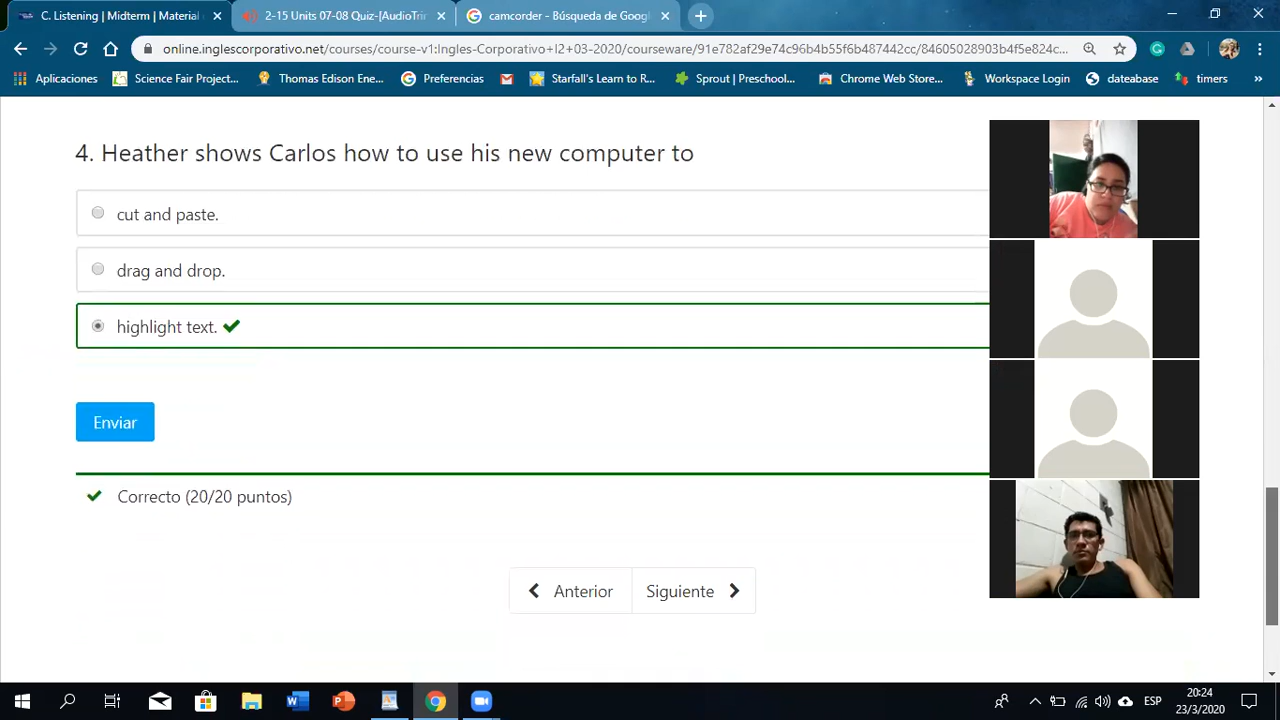 C. Listening | Midterm | Material
2-15 Units 07-08 Quiz-[AudioTrir
camcorder - Búsqueda de Googl
online.inglescorporativo.net/courses/course-v1:Ingles-Corporativo+I2+03-2020/courseware/91e782af29e74c96b4b55f6b487442cc/84605028903b4f5e824c...
Aplicaciones
Science Fair Project...
Thomas Edison Ene...
Preferencias
Starfall's Learn to R...
Sprout | Preschool...
Chrome Web Store...
Workspace Login
dateabase
timers
»
4. Heather shows Carlos how to use his new computer to
cut and paste.
drag and drop.
highlight text.
Enviar
Correcto (20/20 puntos)
Anterior
Siguiente
ESP
20:24
23/3/2020